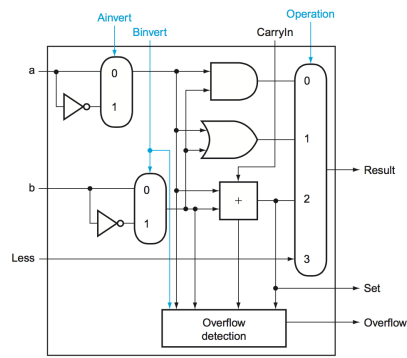 Ainvert
Operation
Binvert
CarryIn
a
0
0
1
1
b
0
Result
+
2
1
Less
3
Set
Overflow
detection
Overflow